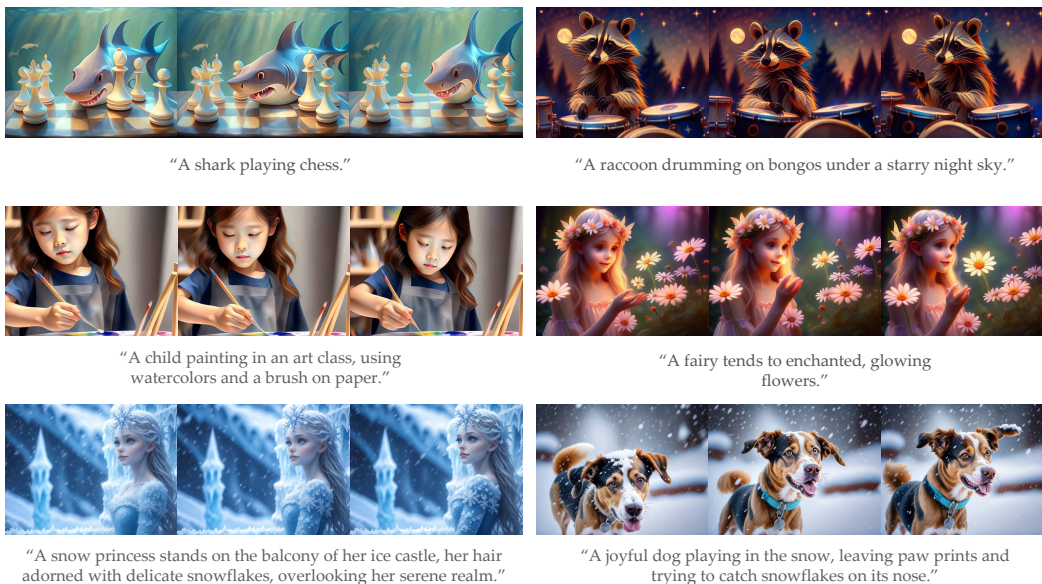 “A shark playing chess.”
“A raccoon drumming on bongos under a starry night sky.”
“A child painting in an art class, using
watercolors and a brush on paper.”
“A fairy tends to enchanted, glowing
flowers.”
“A snow princess stands on the balcony of her ice castle, her hair
adorned with delicate snowflakes, overlooking her serene realm.”
“A joyful dog playing in the snow, leaving paw prints and
trying to catch snowflakes on its nose.”